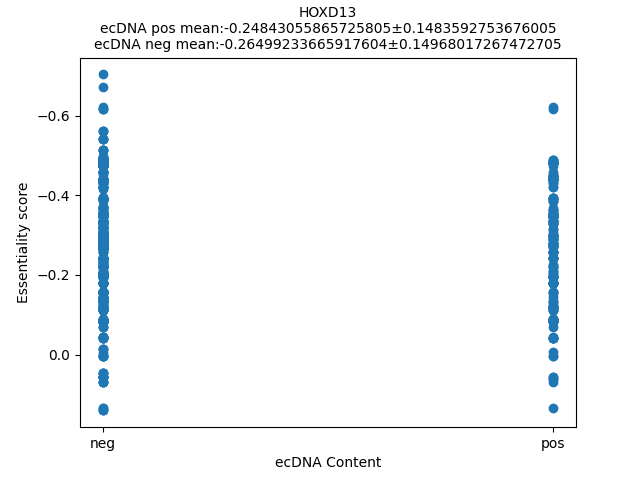 HOXD13
ecDNA pos mean:-0.24843055865725805±0.1483592753676005
ecDNA neg mean:-0.26499233665917604±0.14968017267472705
−0.6
−0.4
−0.2
0.0
Essentiality score
neg
pos
ecDNA Content